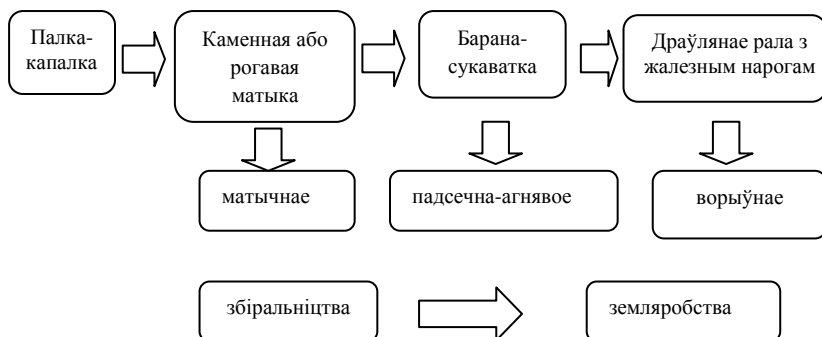 Палка-
капалка
Каменная або
рогавая
матыка
Барана-
сукаватка
Драўлянае рала з
жалезным нарогам
матычнае
падсечна-агнявое
ворыўнае
збіральніцтва
земляробства